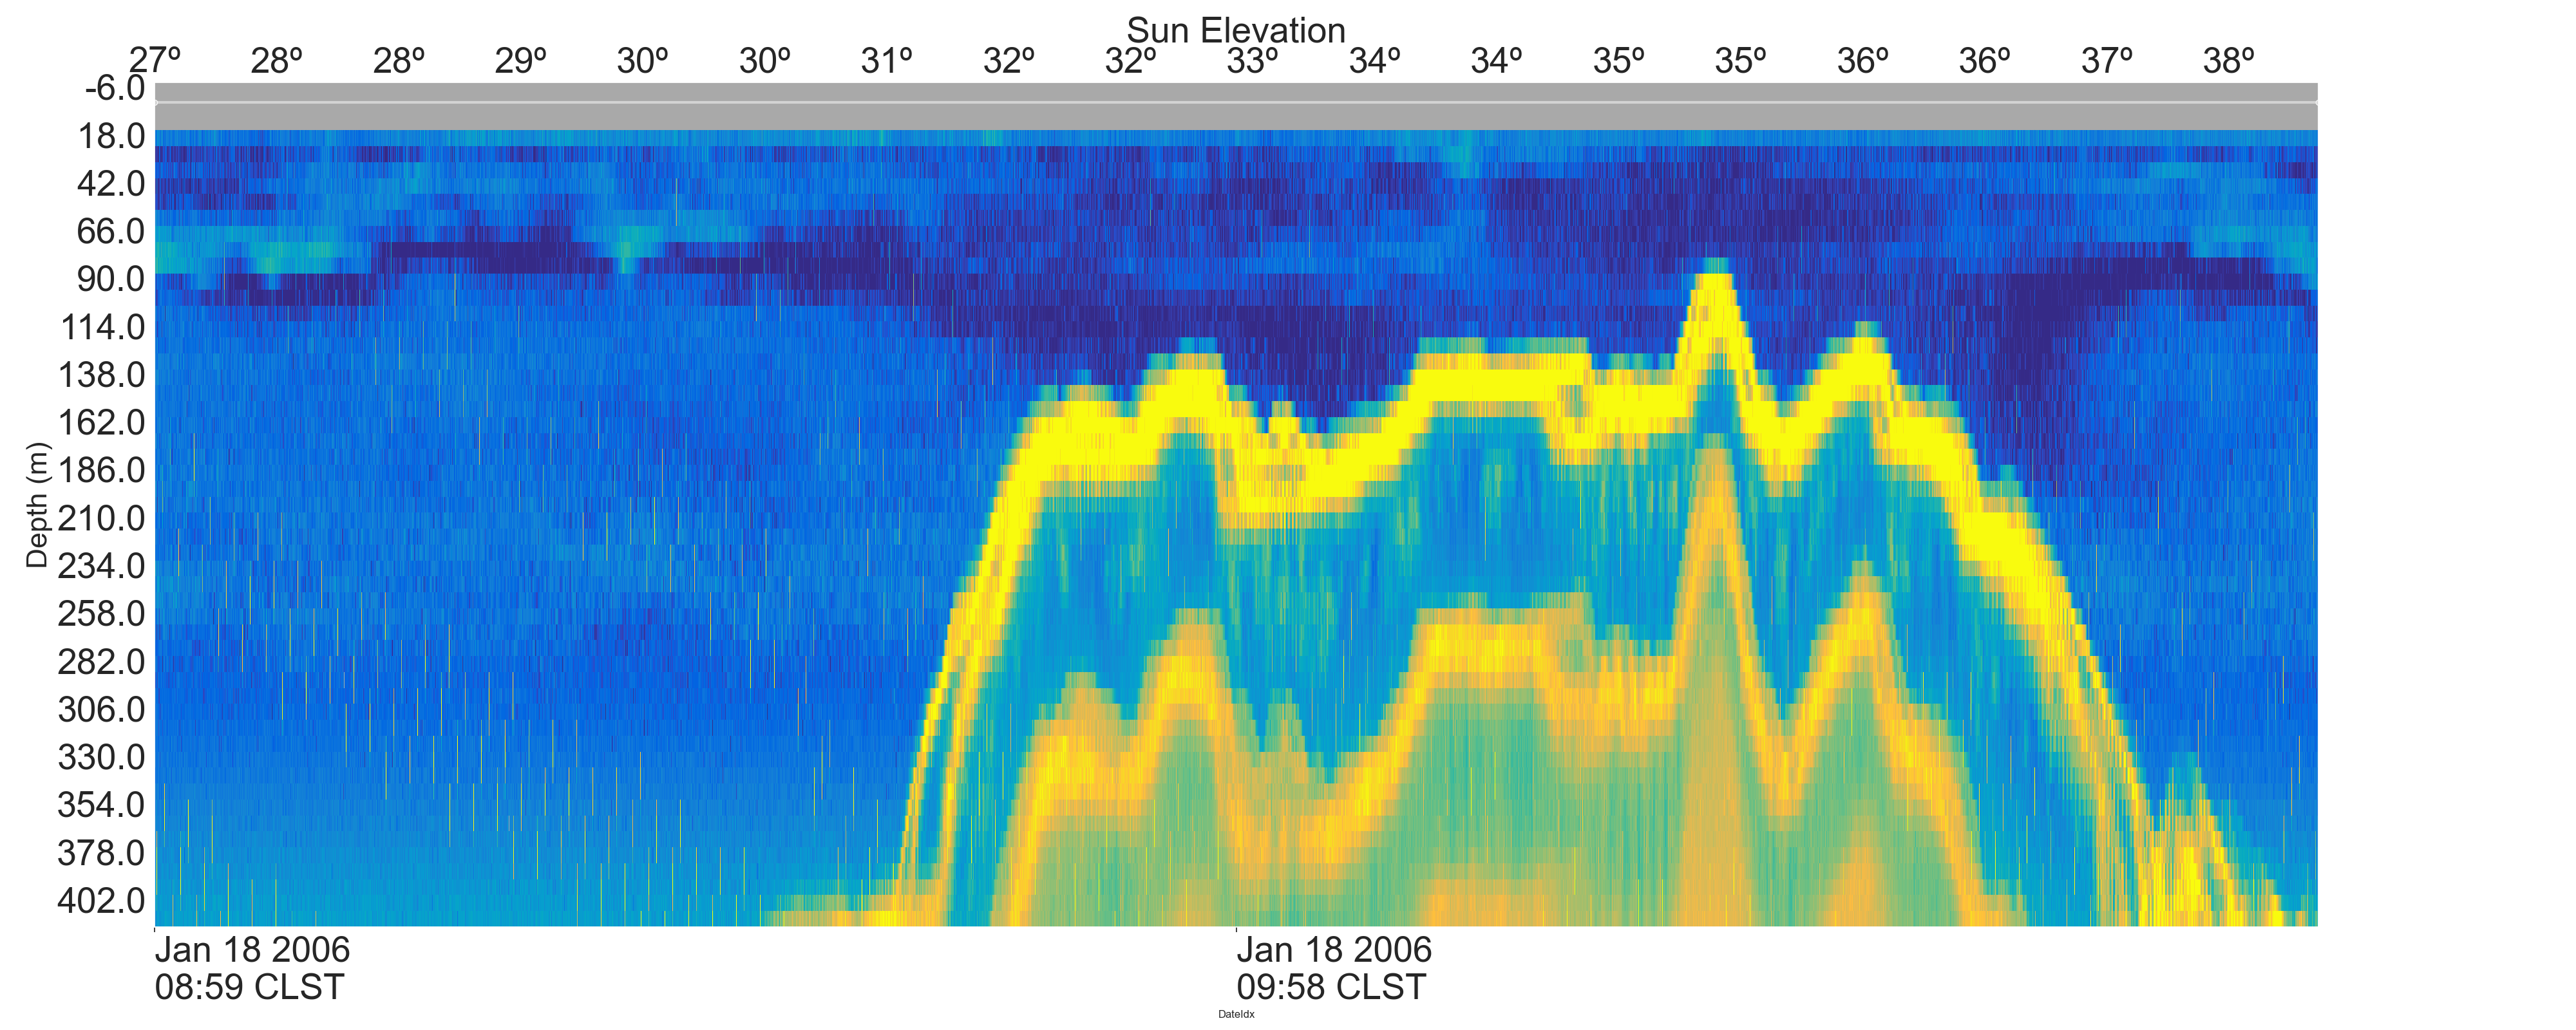 Sun Elevation
27º 28º 28º 29º 30º 30º 31º 32º 32º 33º 34º 34º 35º 35º 36º 36º 37º 38º
-6.0
18.0
42.0
66.0
90.0
114.0
138.0
162.0
186.0
210.0
234.0
258.0
282.0
306.0
330.0
354.0
378.0
402.0
Depth (m)
Jan 18 2006
08:59 CLST
Jan 18 2006
09:58 CLST
DateIdx